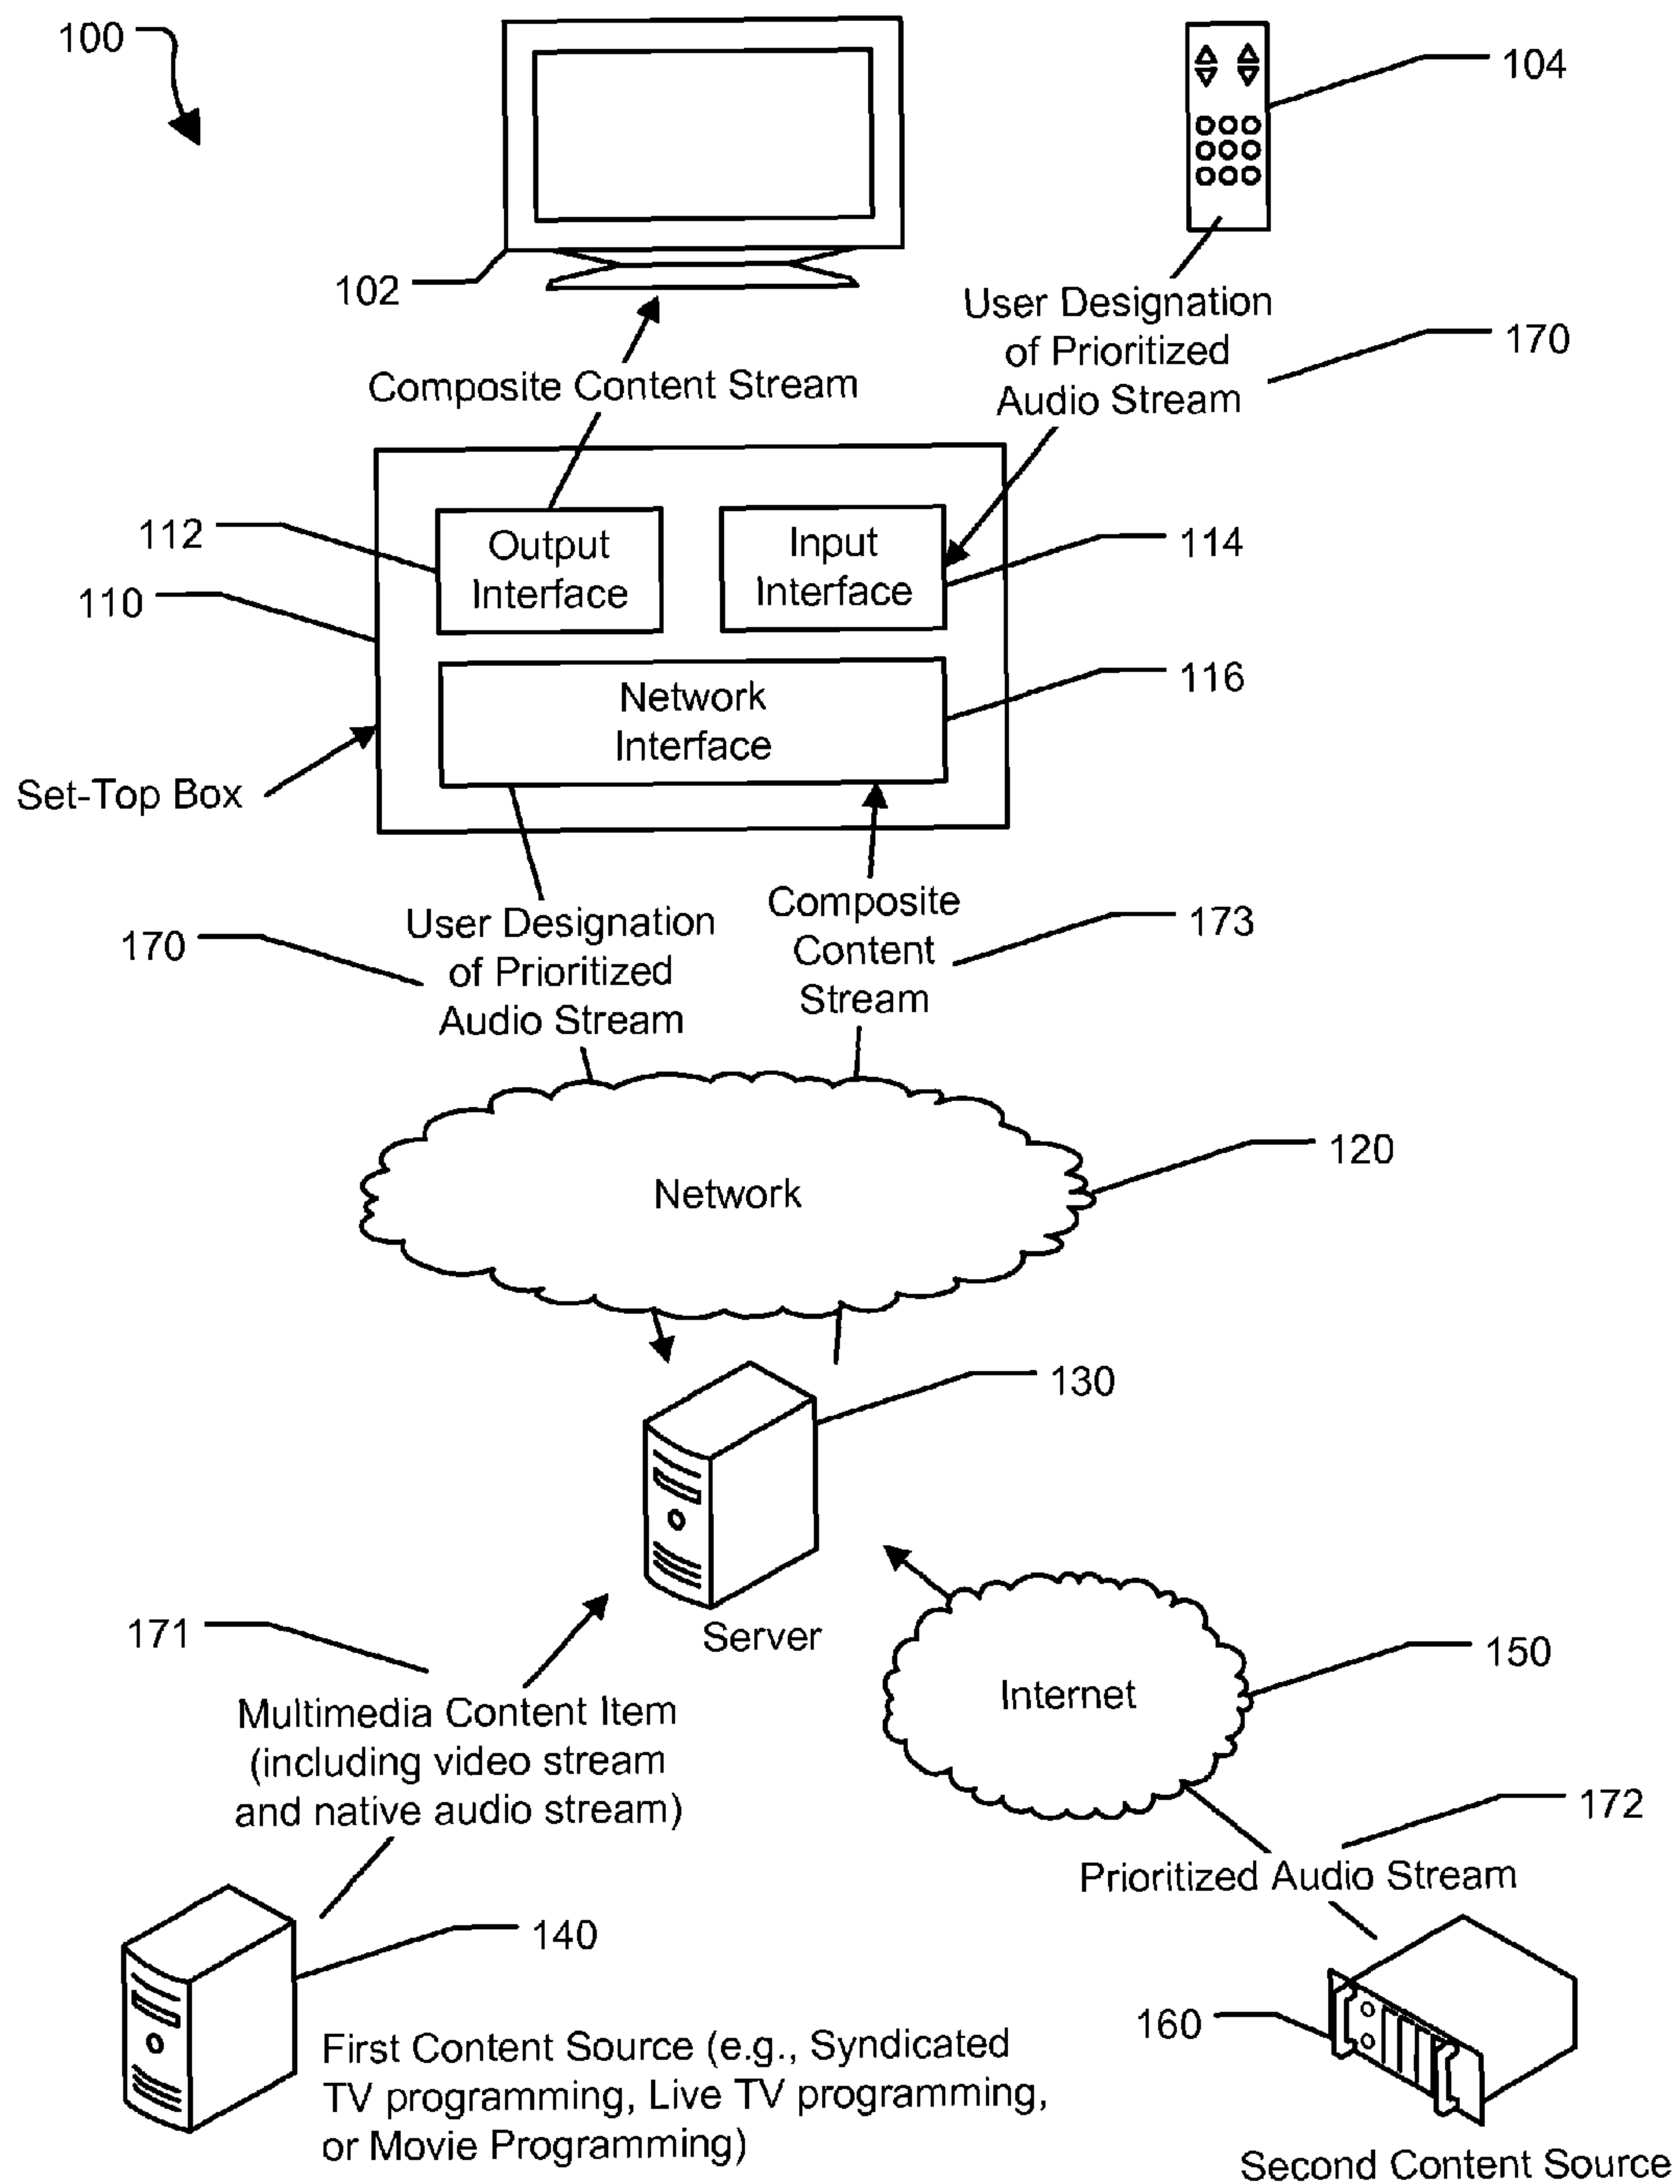 100
104
102
User Designation
of Prioritized
Audio Stream
170
Composite Content Stream
112
Output
Interface
Input
Interface
114
110
Network
Interface
116
Set-Top Box
170
User Designation
of Prioritized
Audio Stream
Composite
Content
Stream
173
Network
120
130
Server
171
Multimedia Content Item
(including video stream
and native audio stream)
Internet
150
172
Prioritized Audio Stream
140
160
First Content Source (e.g., Syndicated
TV programming, Live TV programming,
or Movie Programming)
Second Content Source